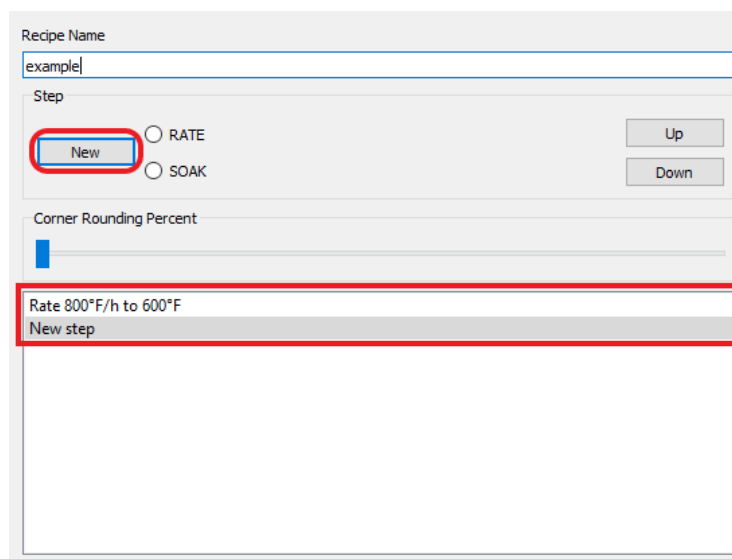 Recipe Name
example
Step
New
RATE
SOAK
Up
Down
Corner Rounding Percent
Rate 800°F/h to 600°F
New step